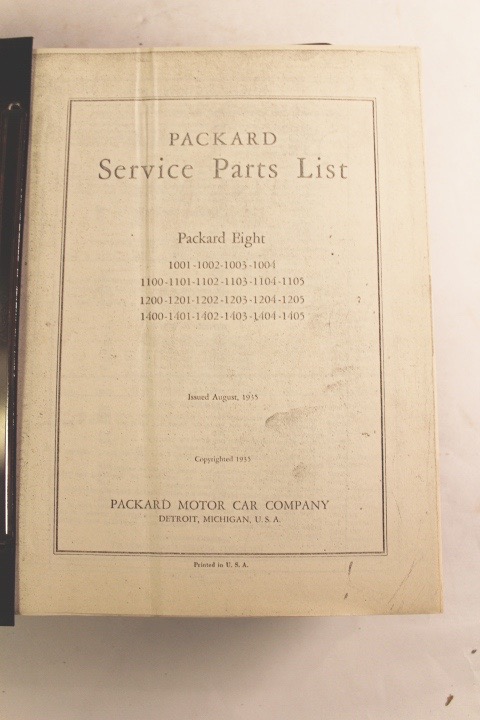 PACKARD
Service Parts List
Packard Eight
1001-1002-1003-1004
1100-1101-1102-1103-1104-1105
1200-1201-1202-1203-1204-1205
1400-1401-1402-1403-1404-1405
Issued August, 1935
Copyrighted 1935
PACKARD MOTOR CAR COMPANY
DETROIT, MICHIGAN, U. S. A.
Printed in U. S. A.